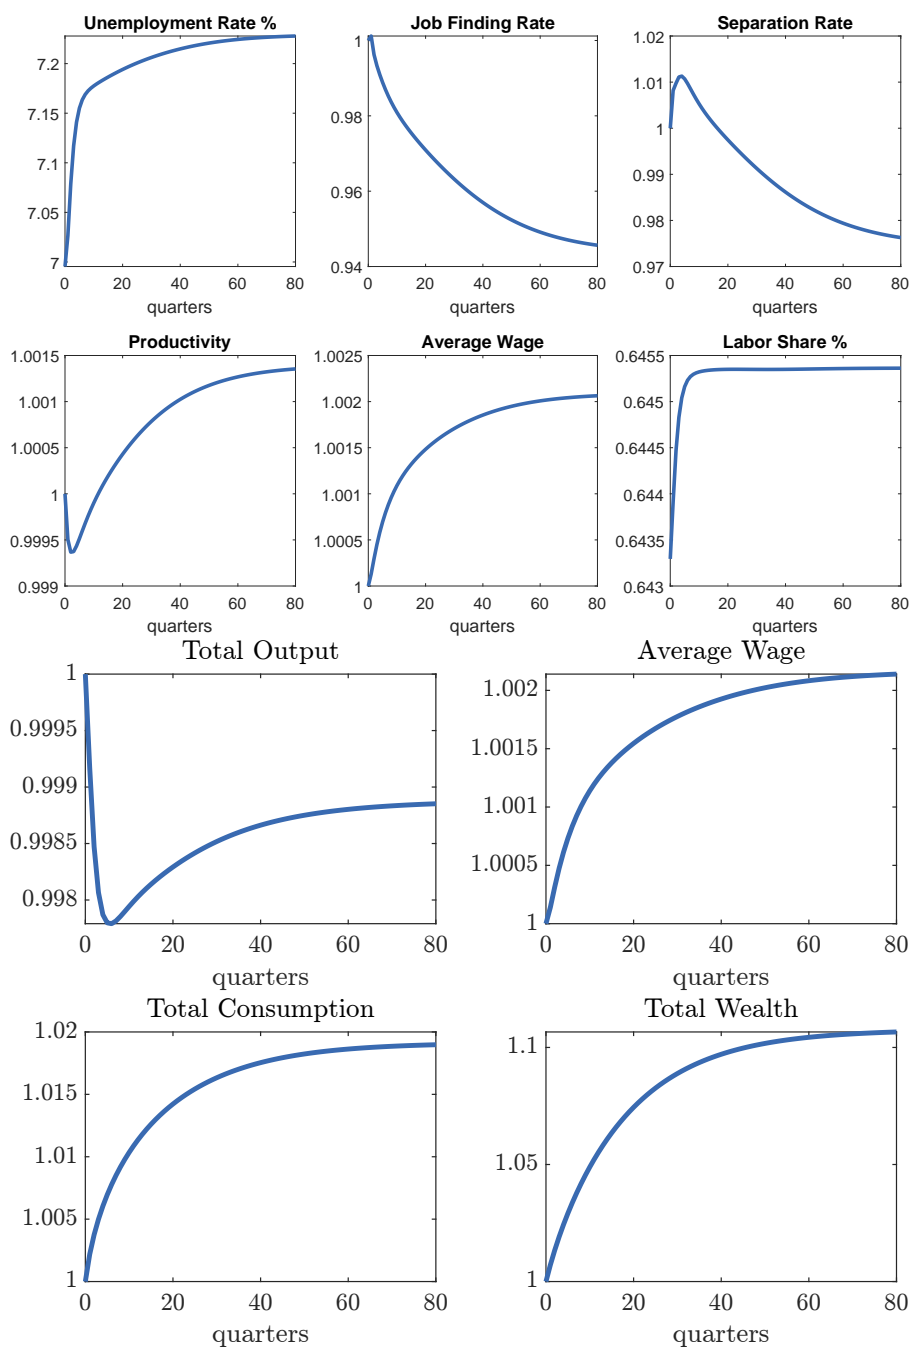 Unemployment Rate % Job Finding Rate Separation Rate
7.2
7.15
7.1
7.05
7
0 20 40 60 80
quarters
1
0.98
0.96
0.94
0 20 40 60 80
quarters
1.02
1.01
1
0.99
0.98
0.97
0 20 40 60 80
quarters
Productivity Average Wage Labor Share %
1.0015
1.001
1.0005
1
0.9995
0.999
0 20 40 60 80
quarters
1.0025
1.002
1.0015
1.001
1.0005
1
0 20 40 60 80
quarters
0.6455
0.645
0.6445
0.644
0.6435
0.643
0 20 40 60 80
quarters
Total Output Average Wage
1
0.9995
0.999
0.9985
0.998
0 20 40 60 80
quarters
1.002
1.0015
1.001
1.0005
1
0 20 40 60 80
quarters
Total Consumption Total Wealth
1.02
1.015
1.01
1.005
1
0 20 40 60 80
quarters
1.1
1.05
1
0 20 40 60 80
quarters